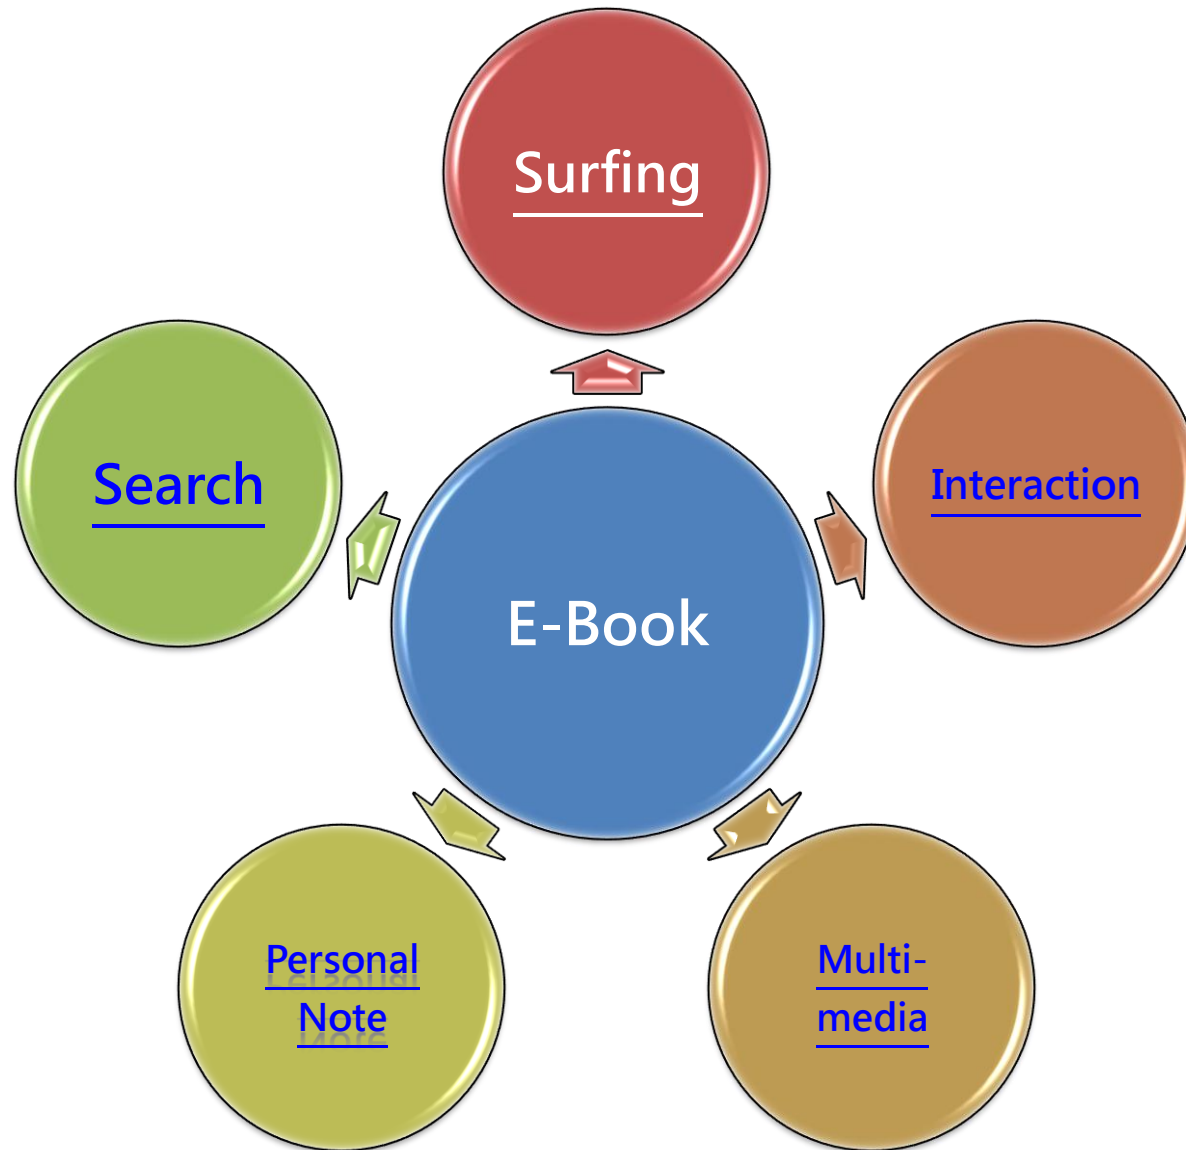 Surfing
Search
Interaction
E-Book
Personal
Note
Multi-
media